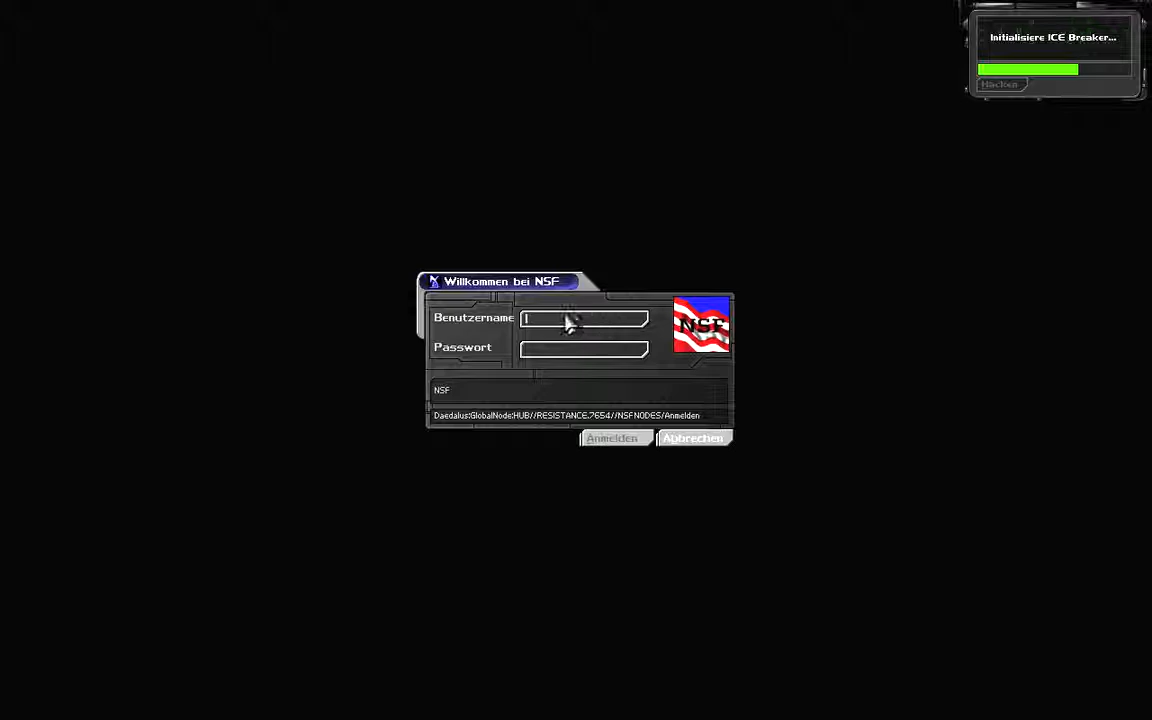 Initialisiere ICE Breaker...
Hacken
Willkommen bei NSF
Benutzername
NSF
Passwort
NSF
Daedalus:GlobalNode:HUB//RESISTANCE.7654//NSFNODES/Anmelden
Anmelden
Abbrechen